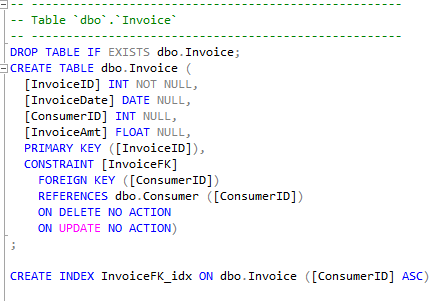 -- -----------------------------------------------------
-- Table `dbo`.`Invoice`
-- -----------------------------------------------------
DROP TABLE IF EXISTS dbo.Invoice;
CREATE TABLE dbo.Invoice (
  [InvoiceID] INT NOT NULL,
  [InvoiceDate] DATE NULL,
  [ConsumerID] INT NULL,
  [InvoiceAmt] FLOAT NULL,
  PRIMARY KEY ([InvoiceID]),
  CONSTRAINT [InvoiceFK]
    FOREIGN KEY ([ConsumerID])
    REFERENCES dbo.Consumer ([ConsumerID])
    ON DELETE NO ACTION
    ON UPDATE NO ACTION)
;
CREATE INDEX InvoiceFK_idx ON dbo.Invoice ([ConsumerID] ASC)